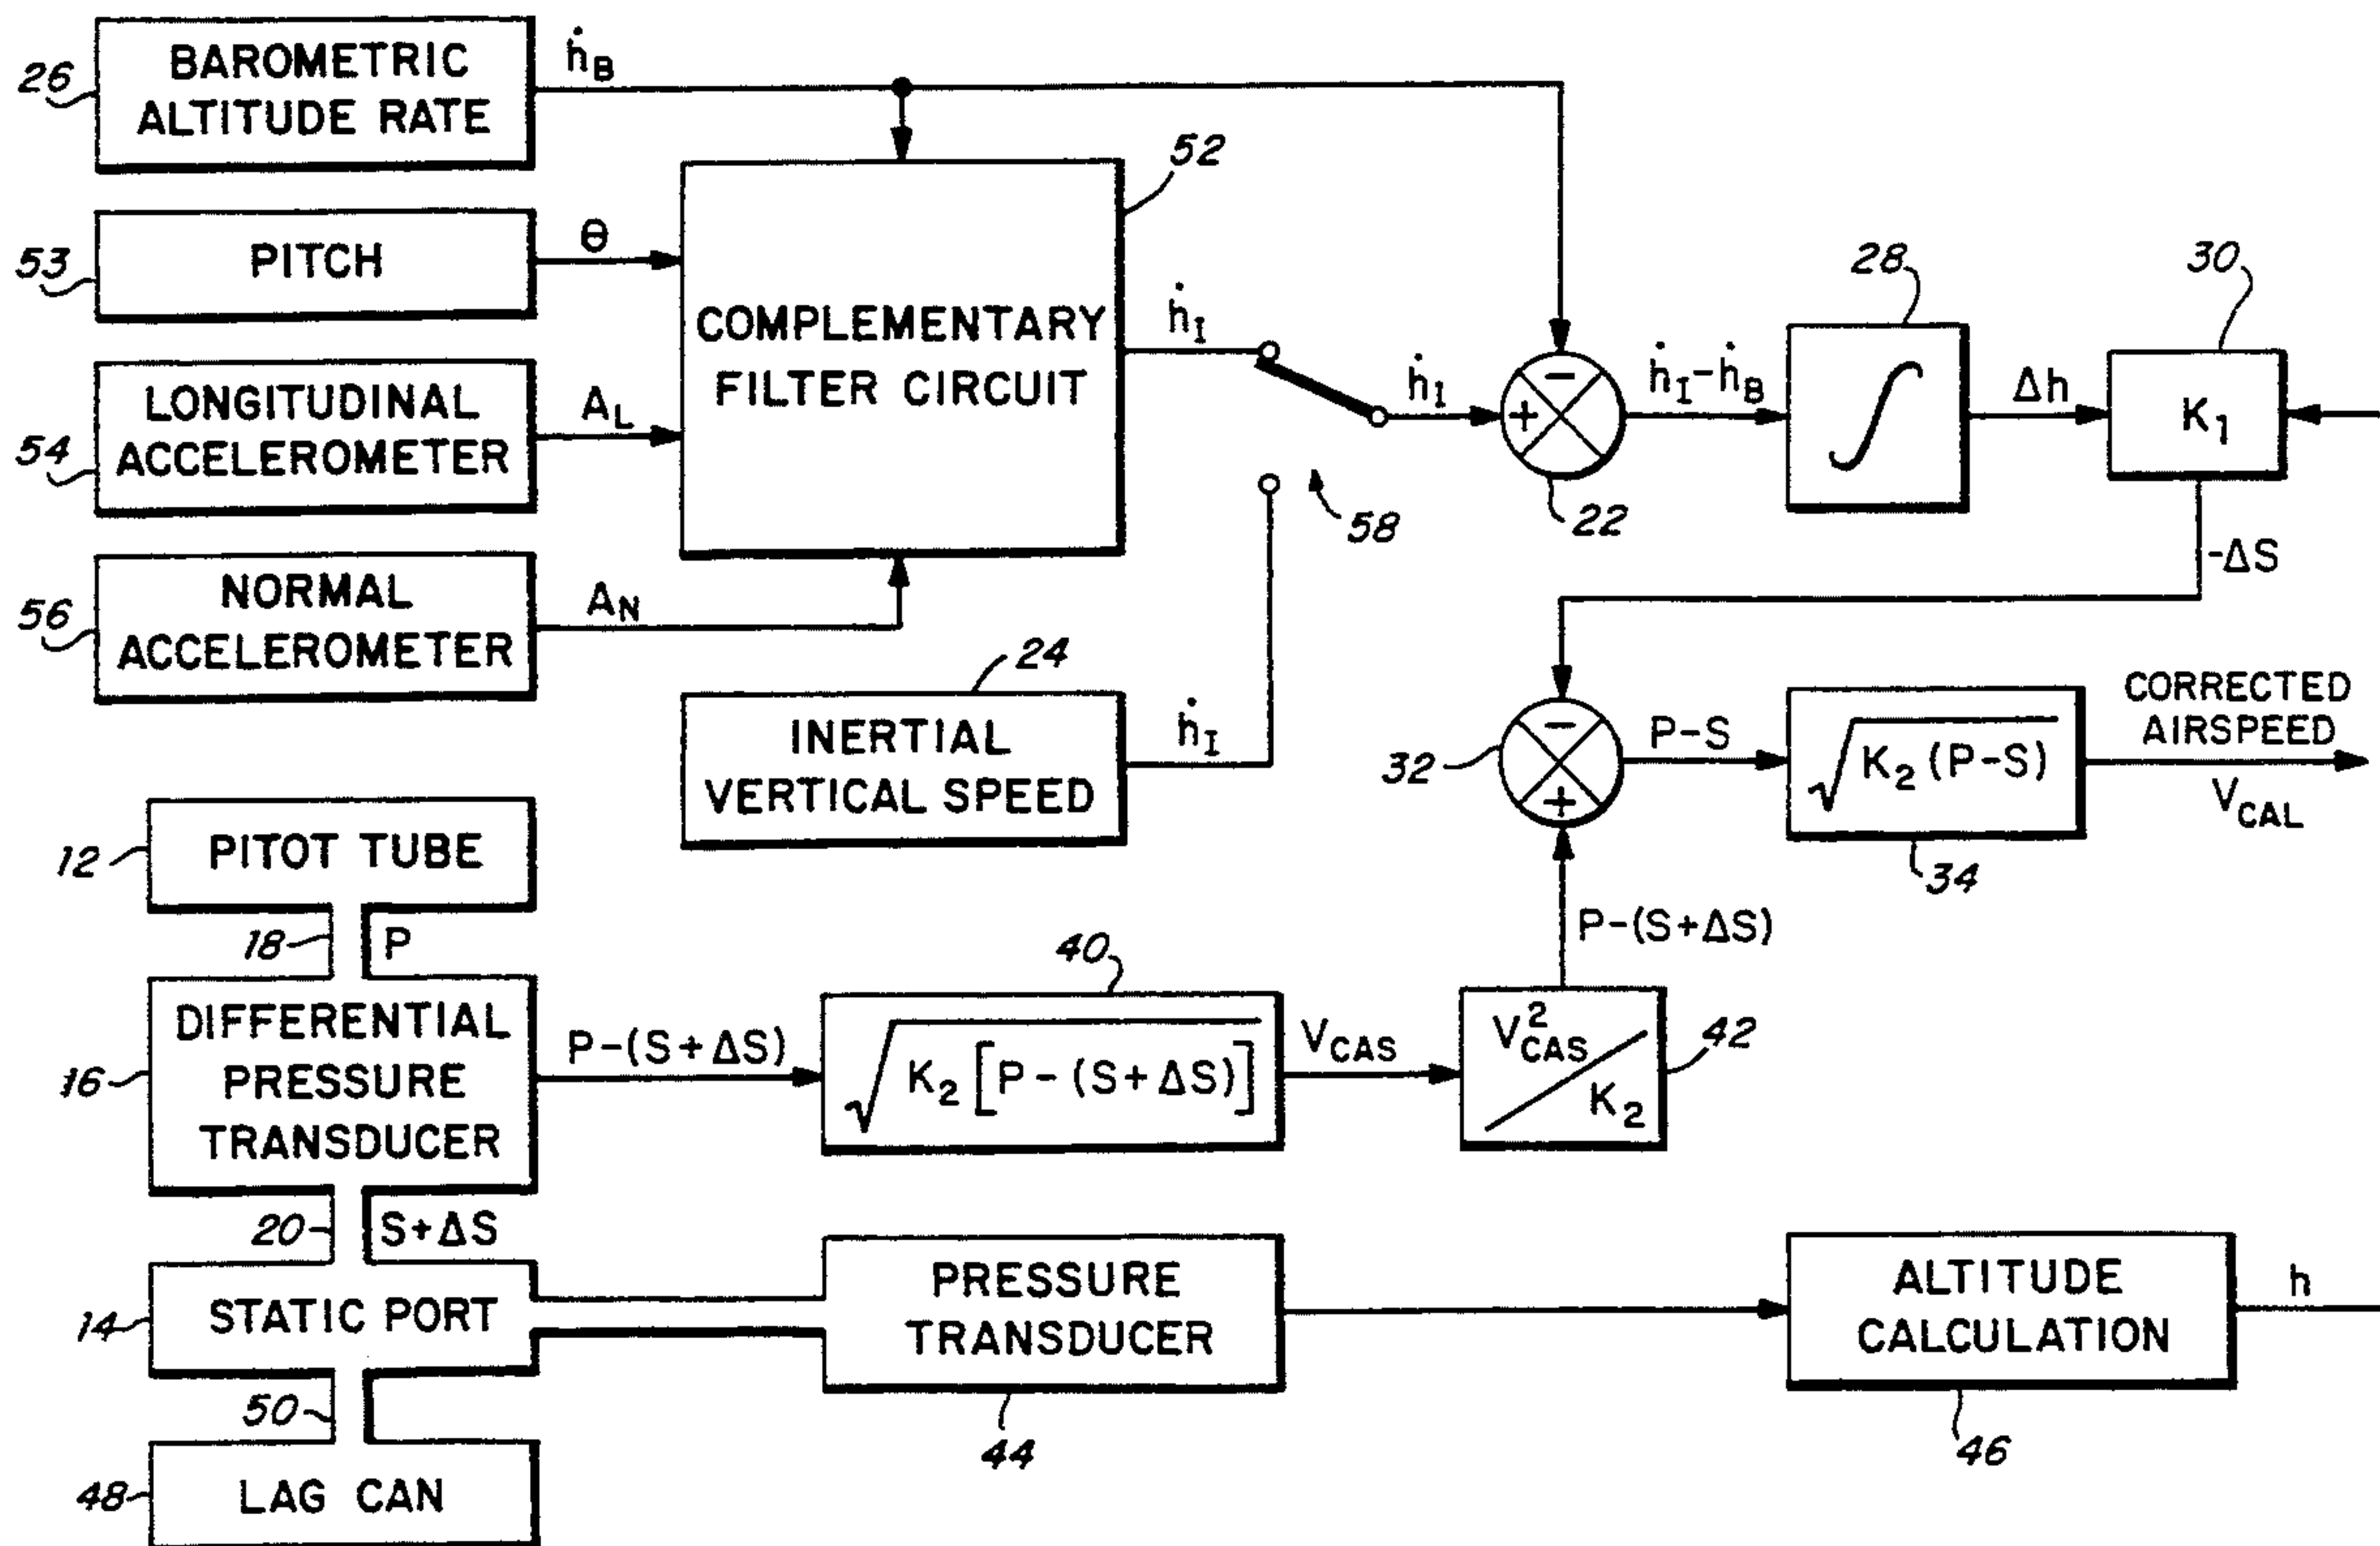 26
BAROMETRIC
ALTITUDE RATE
ḣB
53
PITCH
θ
54
LONGITUDINAL
ACCELEROMETER
AL
56
NORMAL
ACCELEROMETER
AN
52
COMPLEMENTARY
FILTER CIRCUIT
ḣI
58
ḣI
24
INERTIAL
VERTICAL SPEED
ḣI
−
+
22
ḣI-ḣB
28
∫
Δh
30
K1
-ΔS
32
−
+
P-S
√K2 (P-S)
34
CORRECTED
AIRSPEED
VCAL
12
PITOT TUBE
18
P
16
DIFFERENTIAL
PRESSURE
TRANSDUCER
P-(S+ΔS)
40
√K2 [P-(S+ΔS)]
VCAS
V²CAS / K2
42
P-(S+ΔS)
20
S+ΔS
14
STATIC PORT
50
48
LAG CAN
PRESSURE
TRANSDUCER
44
ALTITUDE
CALCULATION
46
h